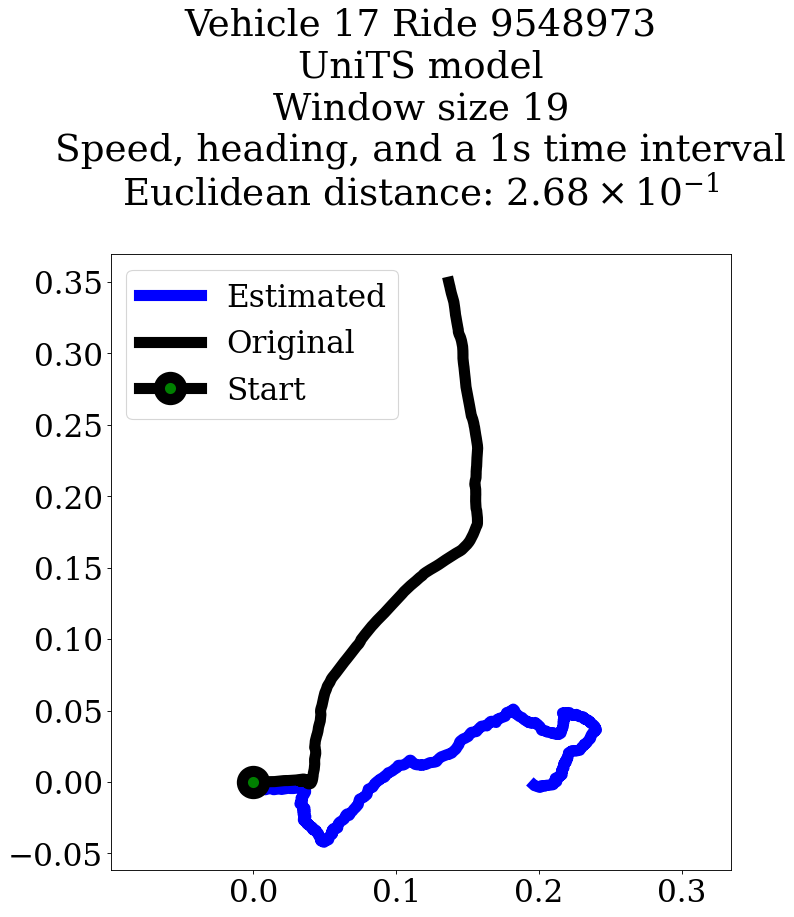 Vehicle 17 Ride 9548973
UniTS model
Window size 19
Speed, heading, and a 1s time interval
Euclidean distance: 2.68 × 10⁻¹
0.35
0.30
0.25
0.20
0.15
0.10
0.05
0.00
−0.05
Estimated
Original
Start
0.0 0.1 0.2 0.3